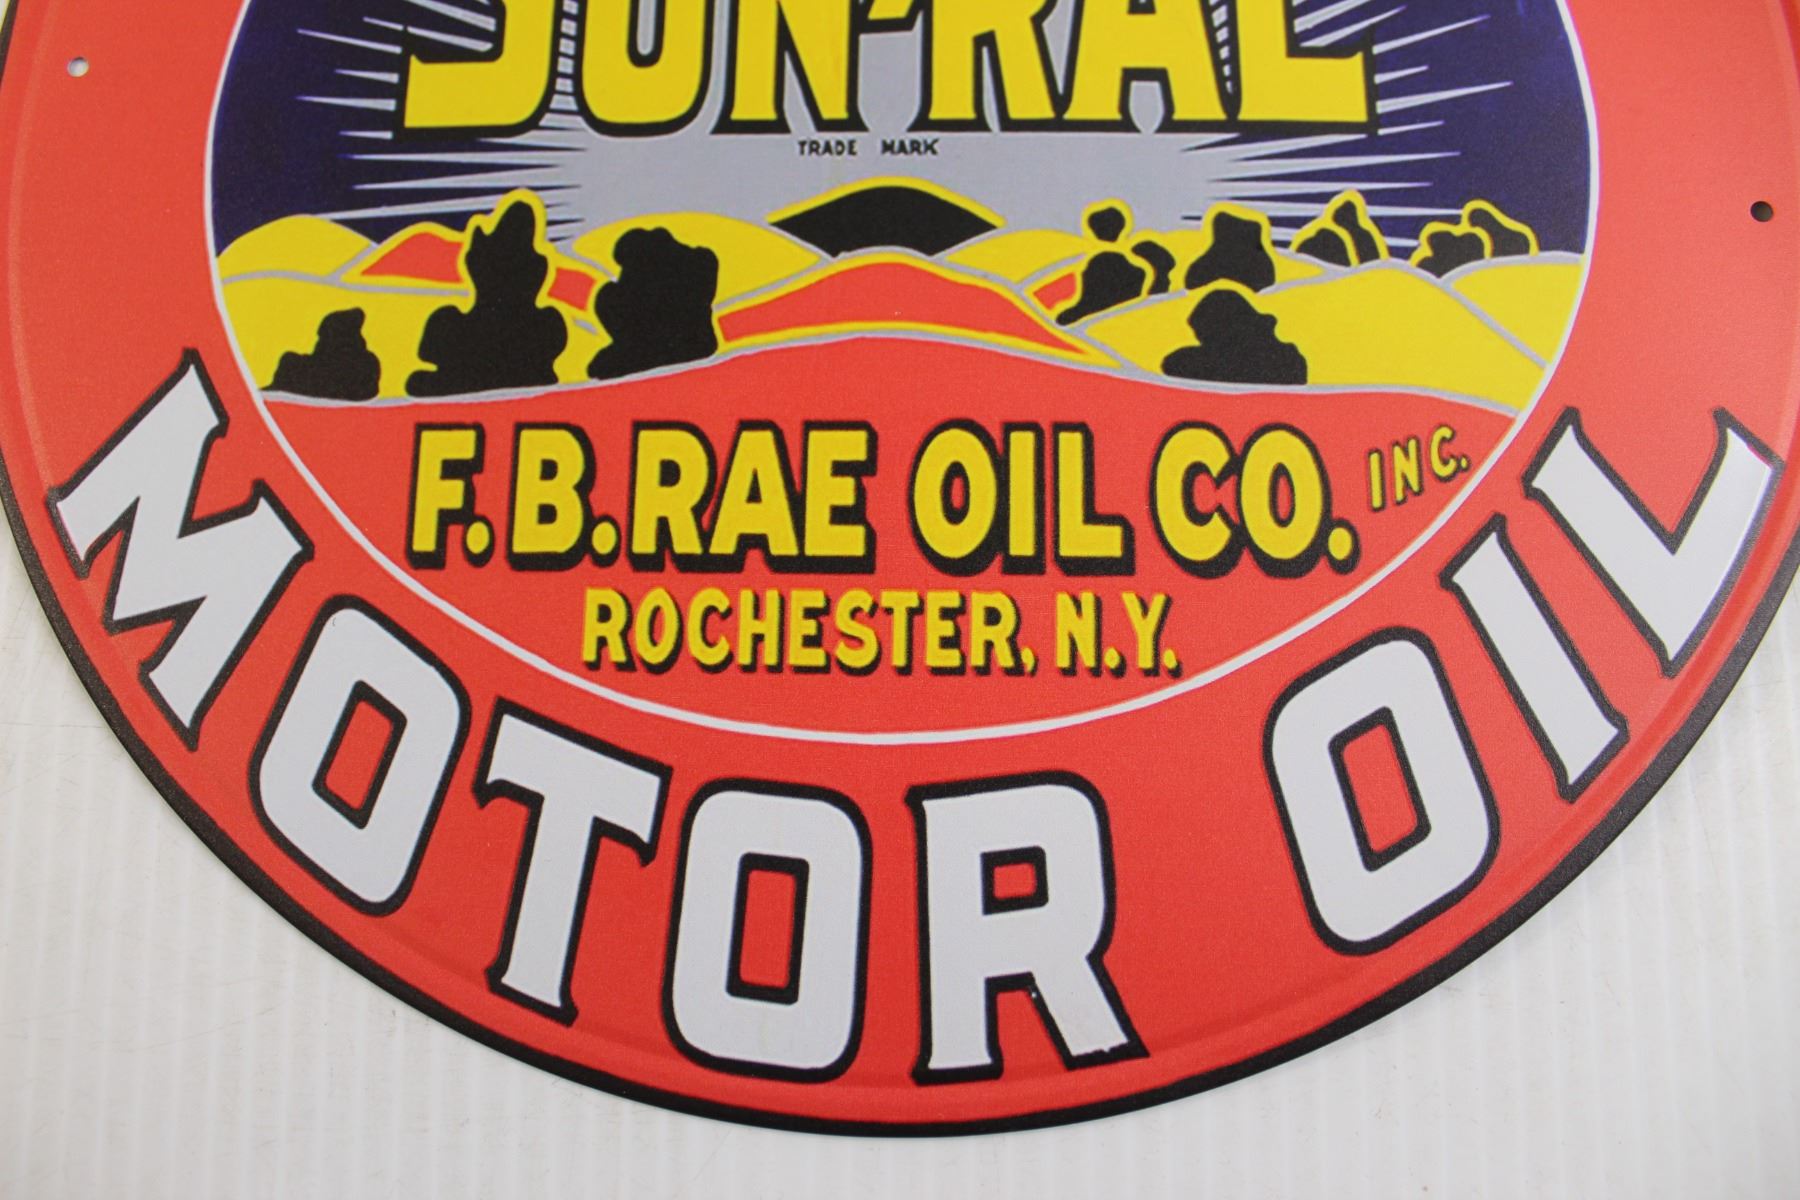 SUN-RAE
TRADE MARK
F.B.RAE OIL CO. INC.
ROCHESTER, N.Y.
MOTOR OIL